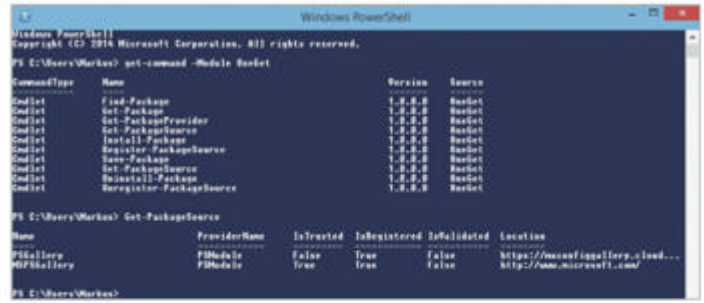 Windows PowerShell
Windows PowerShell
Copyright (C) 2014 Microsoft Corporation. All rights reserved.
PS C:\Users\Markus> get-command -Module OneGet
CommandType Name Version Source
Cmdlet Find-Package 1.0.0.0 OneGet
Cmdlet Get-Package 1.0.0.0 OneGet
Cmdlet Get-PackageProvider 1.0.0.0 OneGet
Cmdlet Get-PackageSource 1.0.0.0 OneGet
Cmdlet Install-Package 1.0.0.0 OneGet
Cmdlet Register-PackageSource 1.0.0.0 OneGet
Cmdlet Save-Package 1.0.0.0 OneGet
Cmdlet Set-PackageSource 1.0.0.0 OneGet
Cmdlet Uninstall-Package 1.0.0.0 OneGet
Cmdlet Unregister-PackageSource 1.0.0.0 OneGet
PS C:\Users\Markus> Get-PackageSource
Name ProviderName IsTrusted IsRegistered IsValidated Location
PSGallery PSModule False True False https://msconfiggallery.cloud...
MSPSGallery PSModule True True False http://www.microsoft.com/
PS C:\Users\Markus>